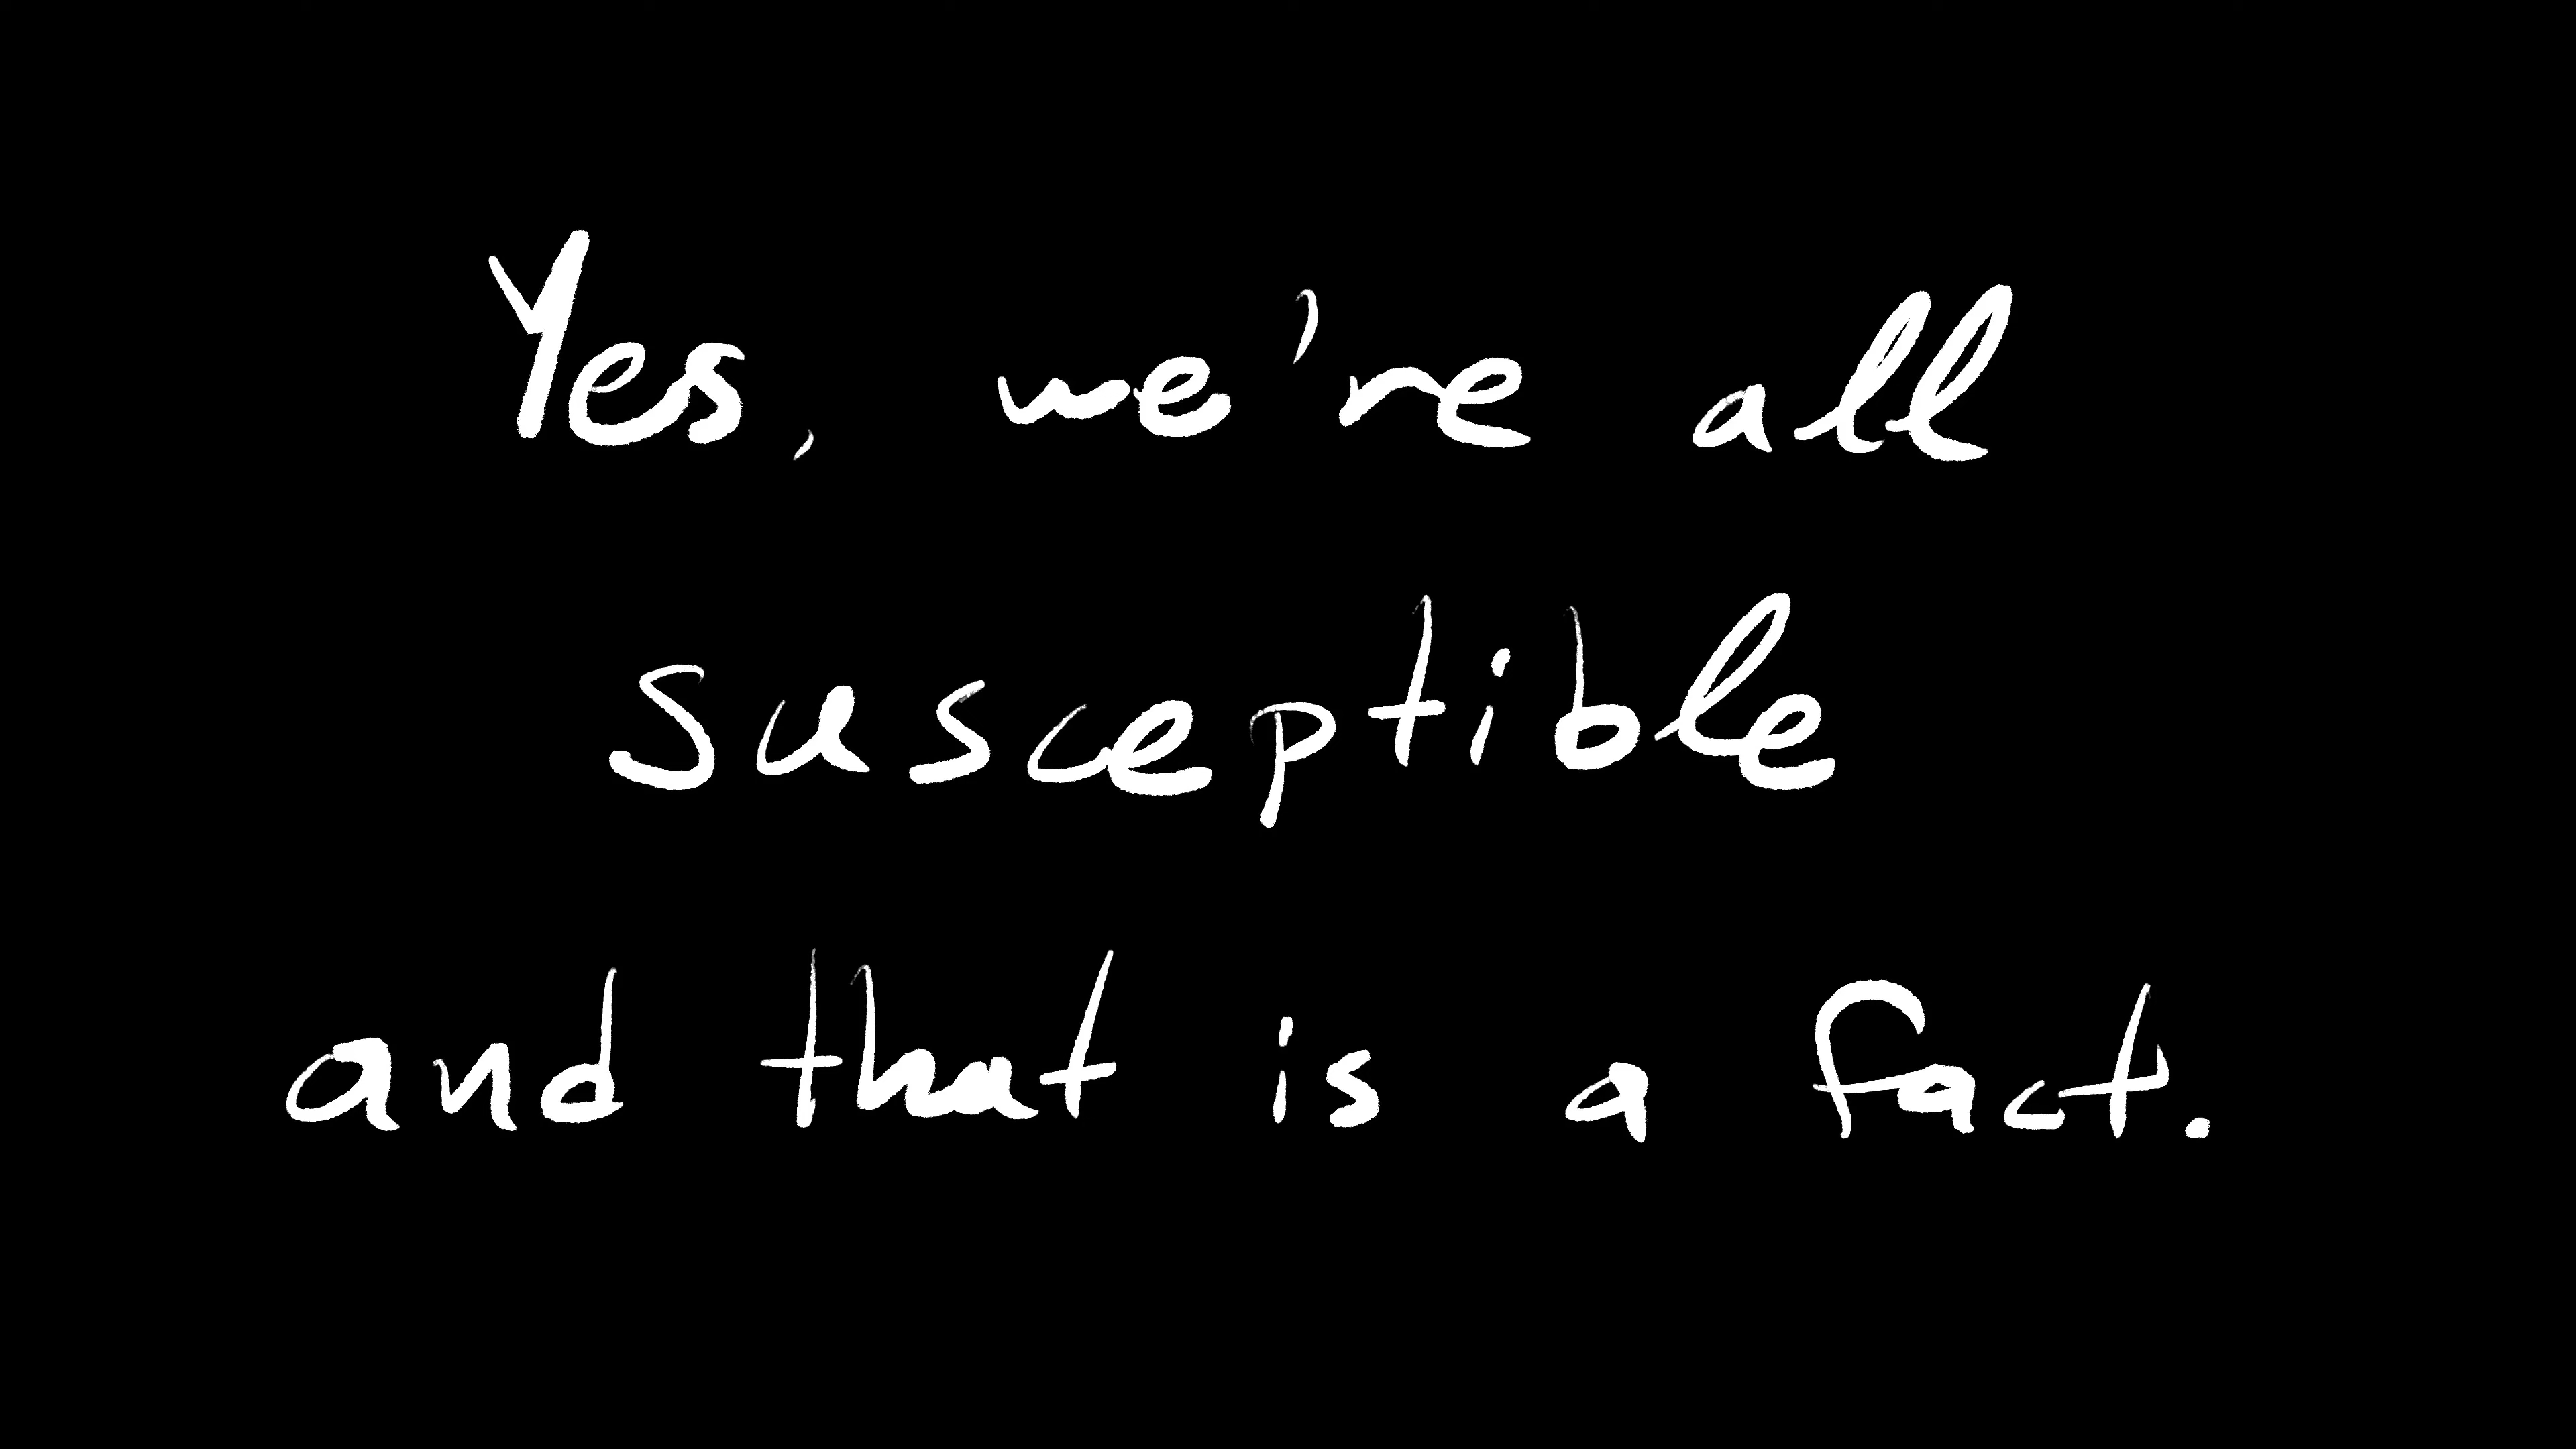 Yes, we're all
susceptible
and that is a fact.